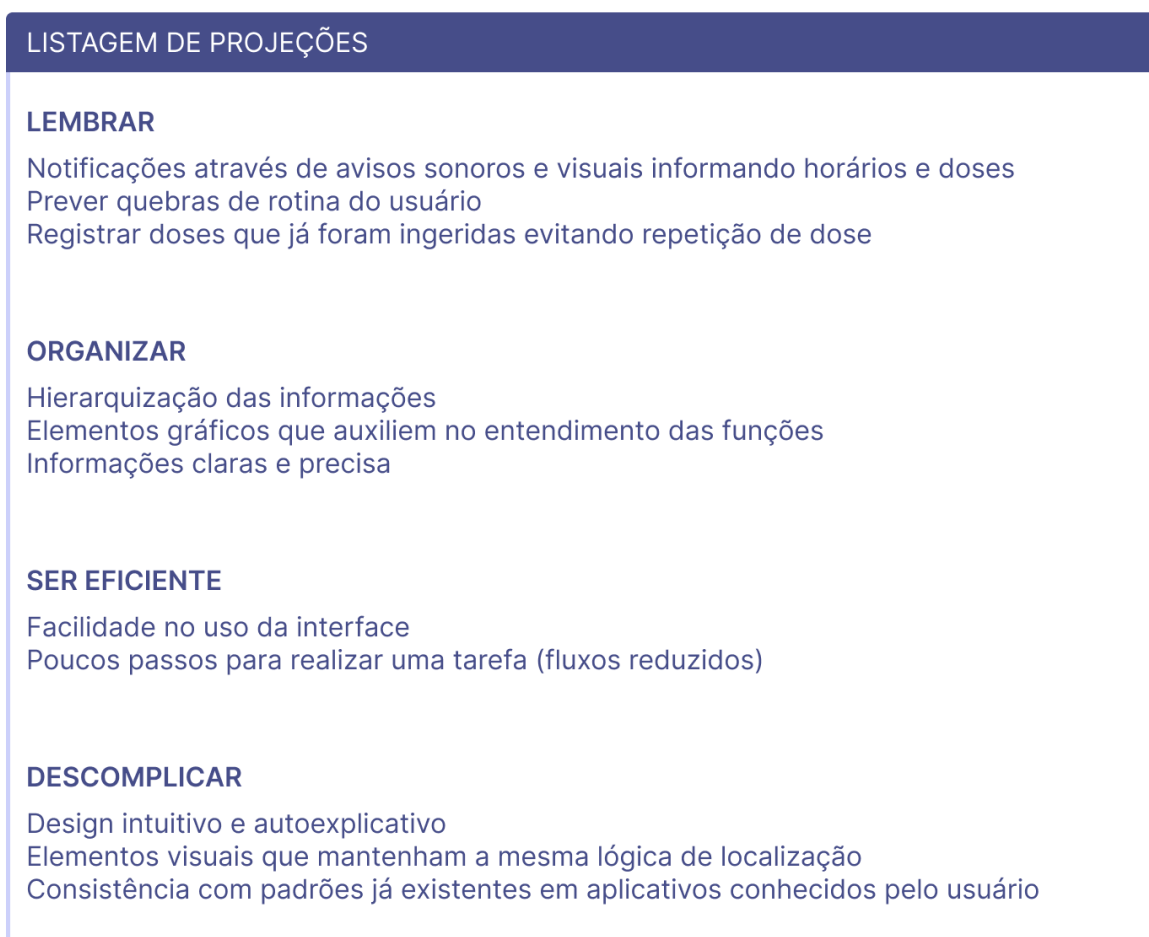 LISTAGEM DE PROJEÇÕES
LEMBRAR
Notificações através de avisos sonoros e visuais informando horários e doses
Prever quebras de rotina do usuário
Registrar doses que já foram ingeridas evitando repetição de dose
ORGANIZAR
Hierarquização das informações
Elementos gráficos que auxiliem no entendimento das funções
Informações claras e precisa
SER EFICIENTE
Facilidade no uso da interface
Poucos passos para realizar uma tarefa (fluxos reduzidos)
DESCOMPLICAR
Design intuitivo e autoexplicativo
Elementos visuais que mantenham a mesma lógica de localização
Consistência com padrões já existentes em aplicativos conhecidos pelo usuário